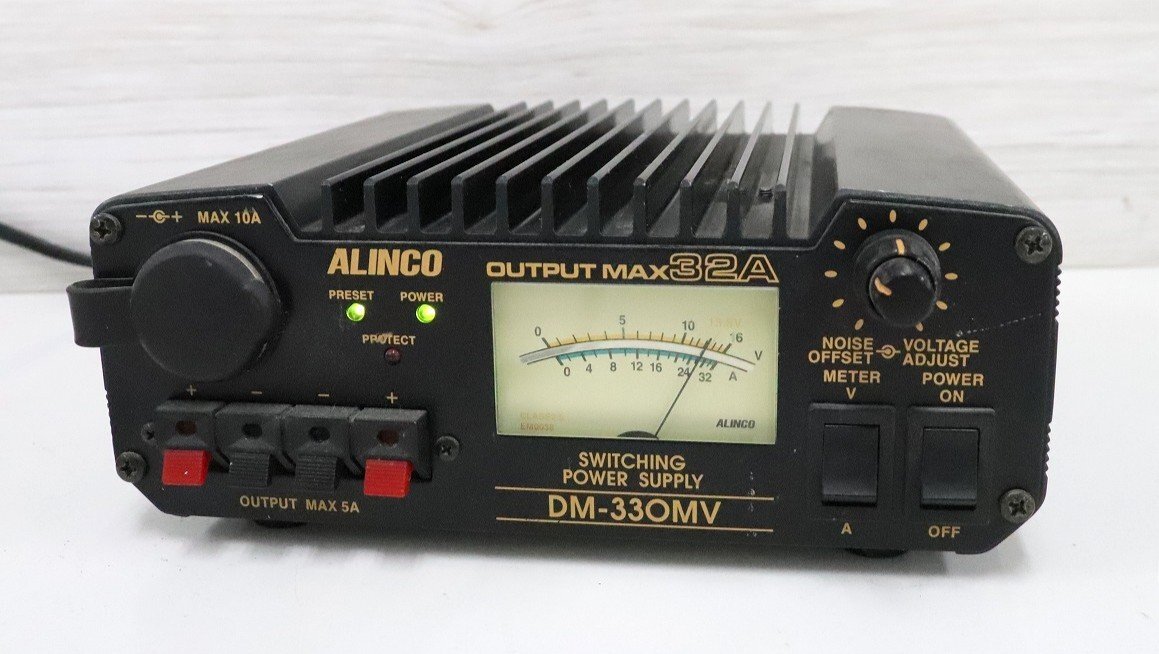 − + MAX 10A
ALINCO
OUTPUT MAX 32A
PRESET POWER
PROTECT
0 5 10 16
V
0 4 8 12 16 24 32 A
ALINCO
NOISE OFFSET
VOLTAGE ADJUST
METER
V
A
POWER
ON
OFF
+ − − +
OUTPUT MAX 5A
SWITCHING
POWER SUPPLY
DM-330MV